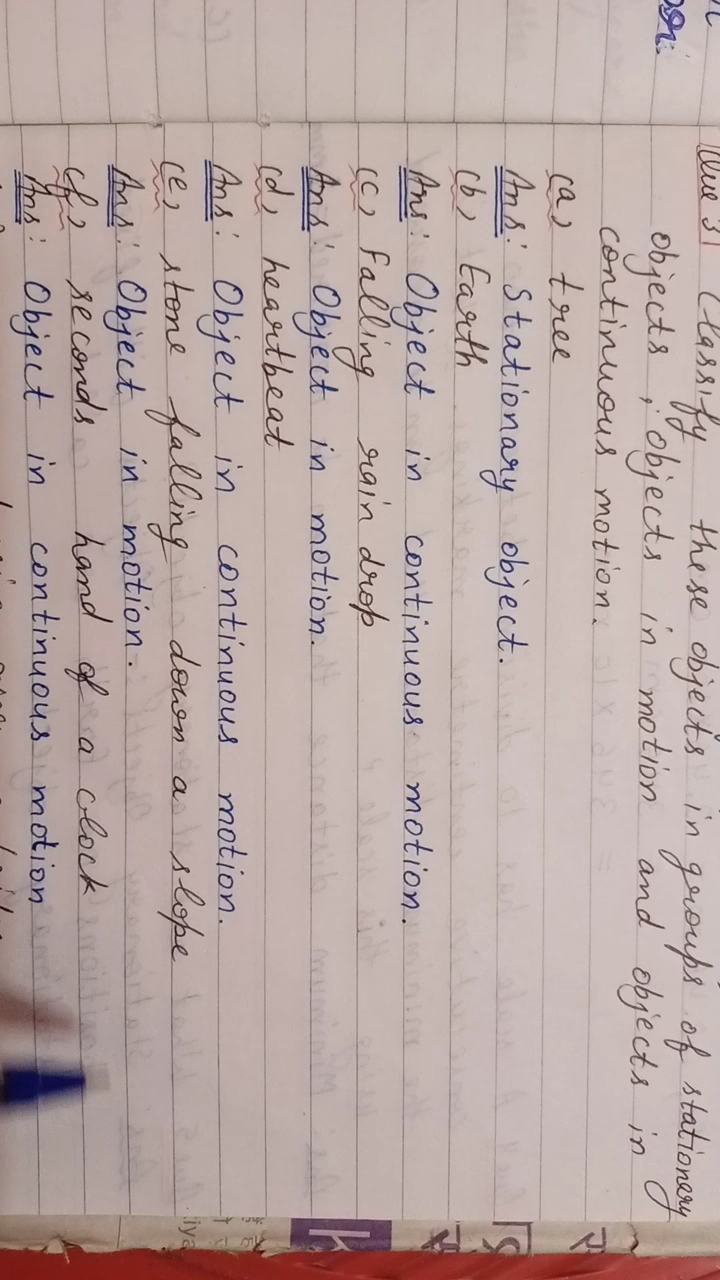 Que 3 Classify these objects in groups of stationery
objects, objects in motion and objects in
continuous motion.
(a) tree
Ans: Stationary object.
(b) Earth
Ans: Object in continuous motion.
(c) falling rain drop
Ans: Object in motion.
(d) heartbeat
Ans: Object in continuous motion.
(e) stone falling down a slope
Ans: Object in motion.
(f) seconds hand of a clock
Ans: Object in continuous motion